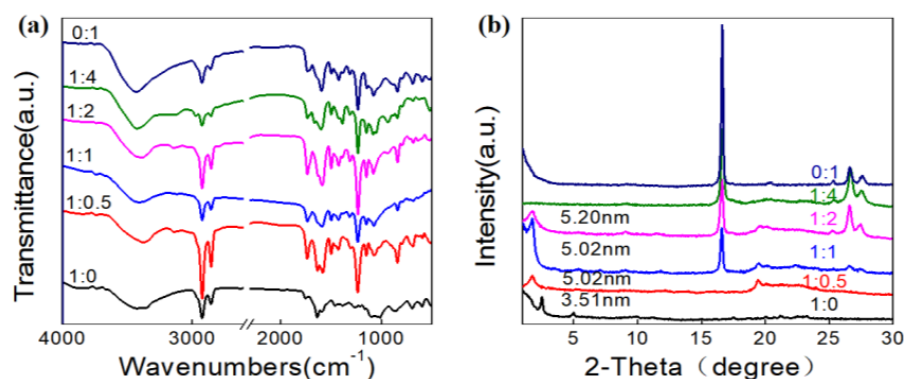 (a)
0:1
1:4
1:2
1:1
1:0.5
1:0
Transmittance(a.u.)
4000 3000 2000 1000
Wavenumbers(cm⁻¹)
(b)
0:1
1:4
5.20nm 1:2
5.02nm 1:1
5.02nm 1:0.5
3.51nm 1:0
Intensity(a.u.)
5 10 15 20 25 30
2-Theta（degree）